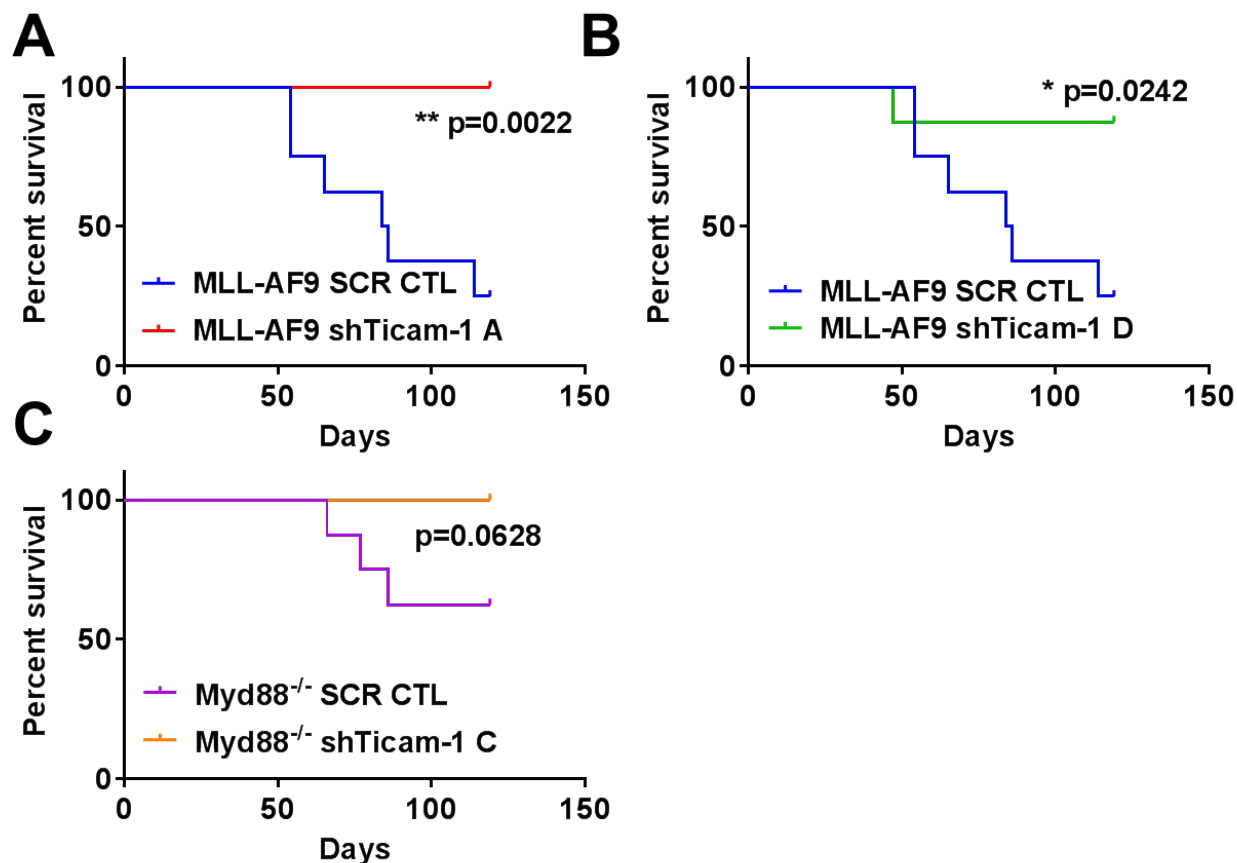 A
Percent survival
100
50
0
** p=0.0022
MLL-AF9 SCR CTL
MLL-AF9 shTicam-1 A
0 50 100 150
Days
B
Percent survival
100
50
0
* p=0.0242
MLL-AF9 SCR CTL
MLL-AF9 shTicam-1 D
0 50 100 150
Days
C
Percent survival
100
50
0
p=0.0628
Myd88-/- SCR CTL
Myd88-/- shTicam-1 C
0 50 100 150
Days